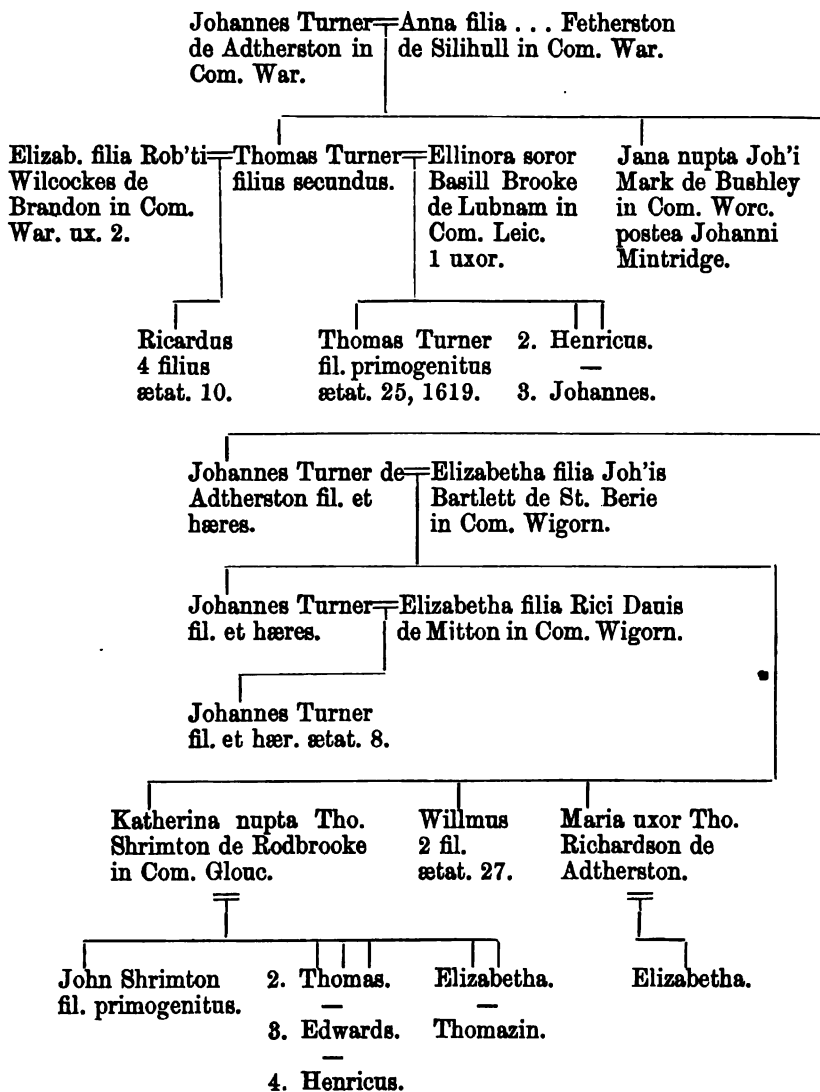 Johannes Turner
de Adtherston in
Com. War.
Anna filia . . . Fetherston
de Silihull in Com. War.
Elizab. filia Rob'ti
Wilcockes de
Brandon in Com.
War. ux. 2.
Thomas Turner
filius secundus.
Ellinora soror
Basill Brooke
de Lubnam in
Com. Leic.
1 uxor.
Jana nupta Joh'i
Mark de Bushley
in Com. Worc.
postea Johanni
Mintridge.
Ricardus
4 filius
ætat. 10.
Thomas Turner
fil. primogenitus
ætat. 25, 1619.
2. Henricus.
—
3. Johannes.
Johannes Turner de
Adtherston fil. et
hæres.
Elizabetha filia Joh'is
Bartlett de St. Berie
in Com. Wigorn.
Johannes Turner
fil. et hæres.
Elizabetha filia Rici Dauis
de Mitton in Com. Wigorn.
Johannes Turner
fil. et hær. ætat. 8.
Katherina nupta Tho.
Shrimton de Rodbrooke
in Com. Glouc.
Willmus
2 fil.
ætat. 27.
Maria uxor Tho.
Richardson de
Adtherston.
John Shrimton
fil. primogenitus.
2. Thomas.
—
3. Edwards.
—
4. Henricus.
Elizabetha.
—
Thomazin.
Elizabetha.